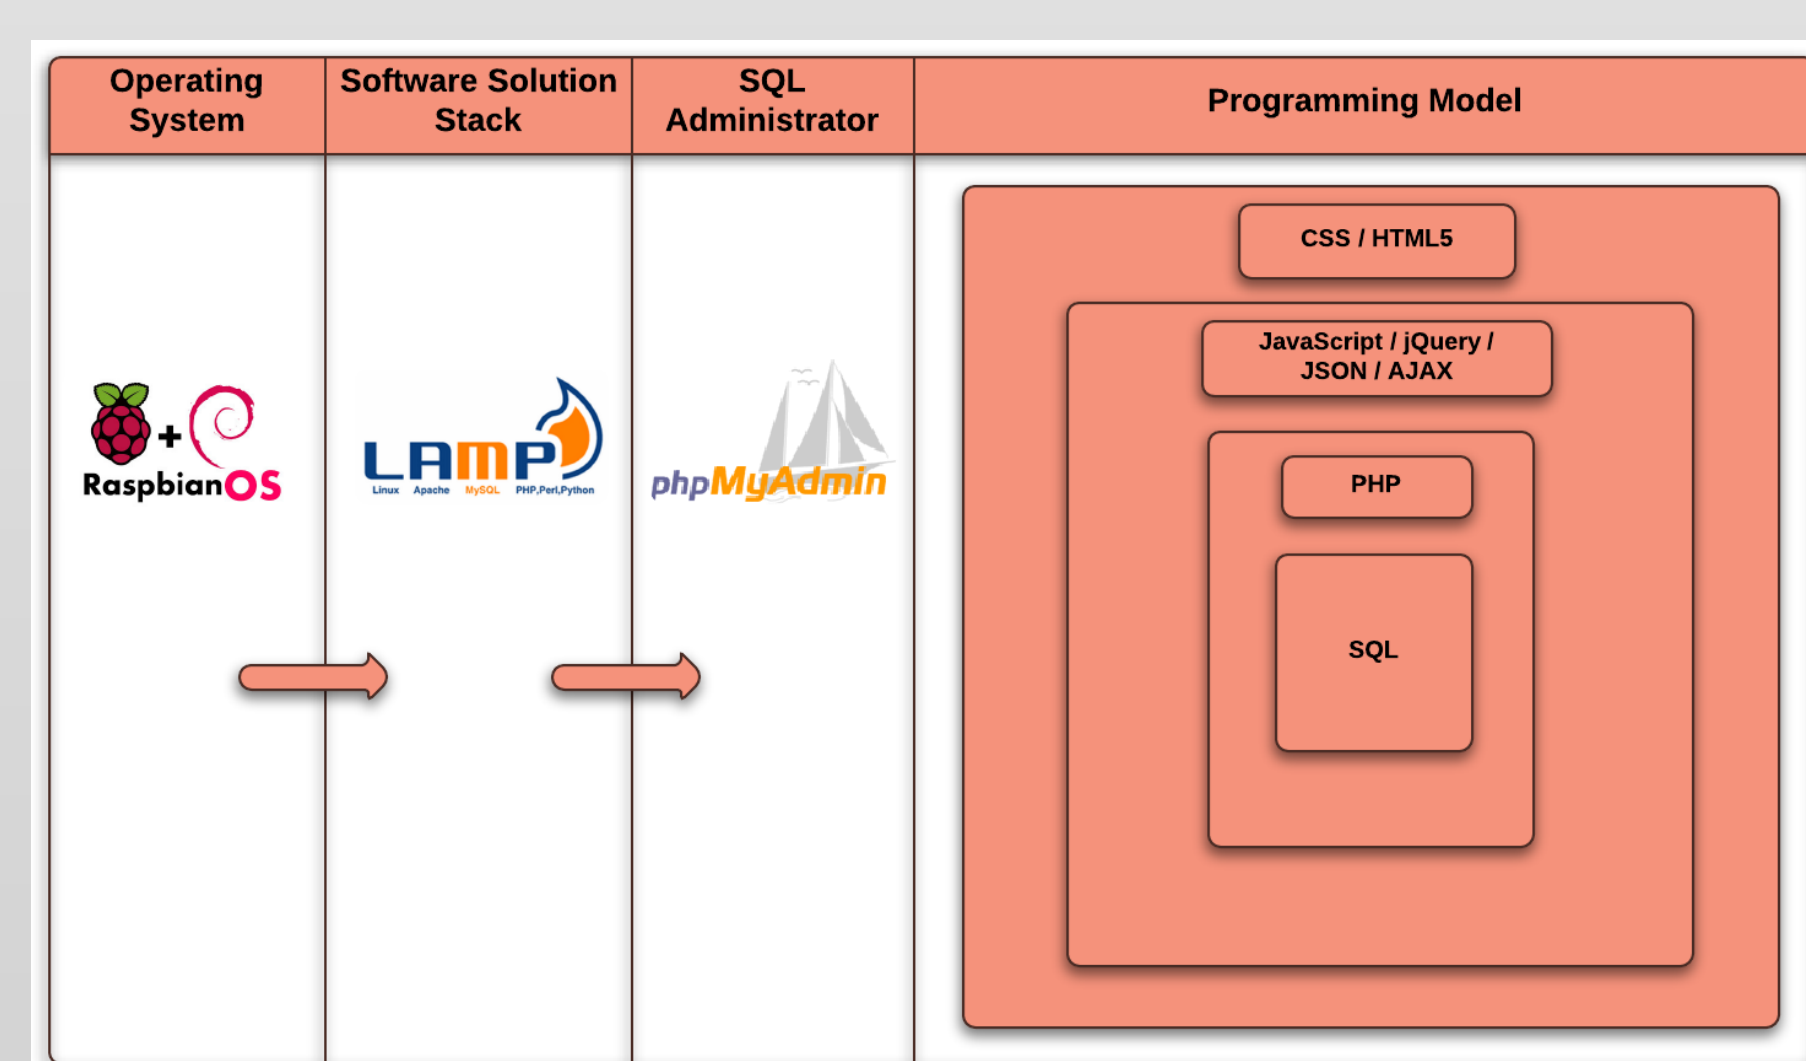 Operating
System
Software Solution
Stack
SQL
Administrator
Programming Model
+
RaspbianOS
LAMP
Linux Apache MySQL PHP,Perl,Python
phpMyAdmin
CSS / HTML5
JavaScript / jQuery /
JSON / AJAX
PHP
SQL